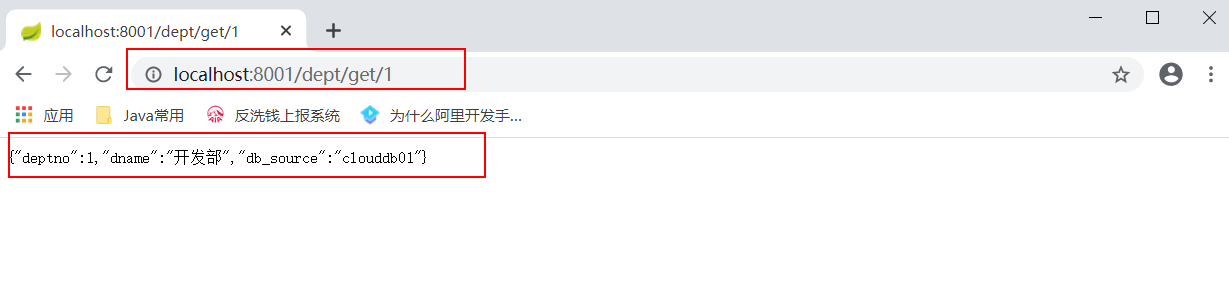 localhost:8001/dept/get/1
localhost:8001/dept/get/1
应用 Java常用 反洗钱上报系统 为什么阿里开发手...
{"deptno":1,"dname":"开发部","db_source":"clouddb01"}